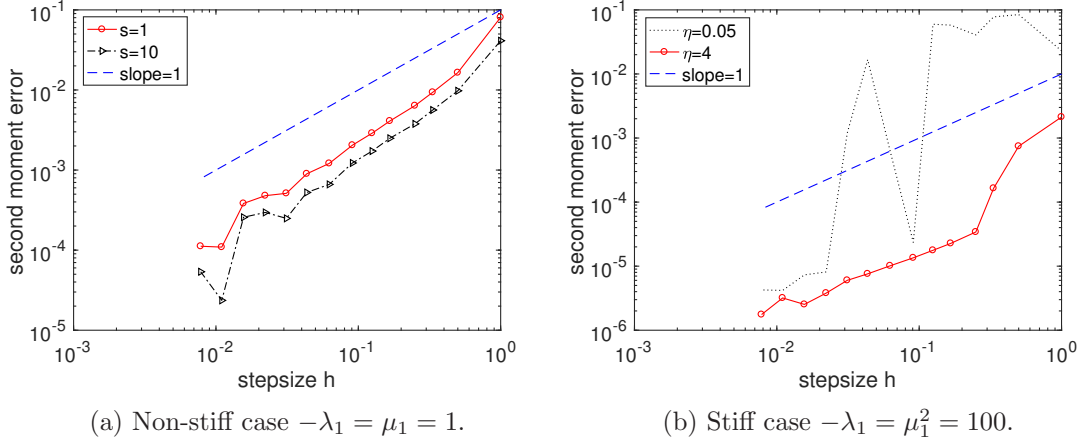 s=1
s=10
slope=1
second moment error
10^-1
10^-2
10^-3
10^-4
10^-5
10^-3
10^-2
10^-1
10^0
stepsize h
(a) Non-stiff case −λ₁ = μ₁ = 1.
η=0.05
η=4
slope=1
second moment error
10^-1
10^-2
10^-3
10^-4
10^-5
10^-6
10^-3
10^-2
10^-1
10^0
stepsize h
(b) Stiff case −λ₁ = μ₁² = 100.